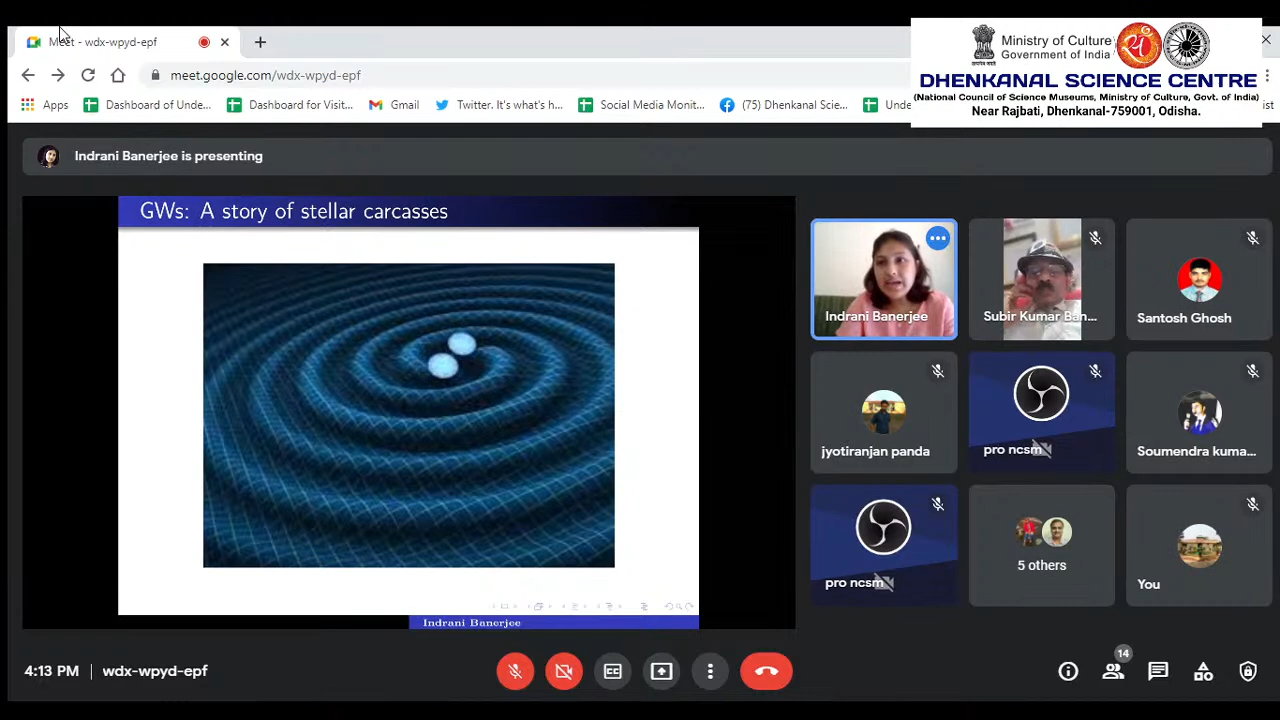 Meet - wdx-wpyd-epf
meet.google.com/wdx-wpyd-epf
Apps
Dashboard of Unde...
Dashboard for Visit...
Gmail
Twitter. It's what's h...
Social Media Monit...
(75) Dhenkanal Scie...
Unde
ist
Ministry of Culture
Government of India
DHENKANAL SCIENCE CENTRE
(National Council of Science Museums, Ministry of Culture, Govt. of India)
Near Rajbati, Dhenkanal-759001, Odisha.
Indrani Banerjee is presenting
GWs: A story of stellar carcasses
Indrani Banerjee
Indrani Banerjee
Subir Kumar Ban...
Santosh Ghosh
jyotiranjan panda
pro ncsm
Soumendra kuma...
pro ncsm
5 others
You
4:13 PM
wdx-wpyd-epf
14